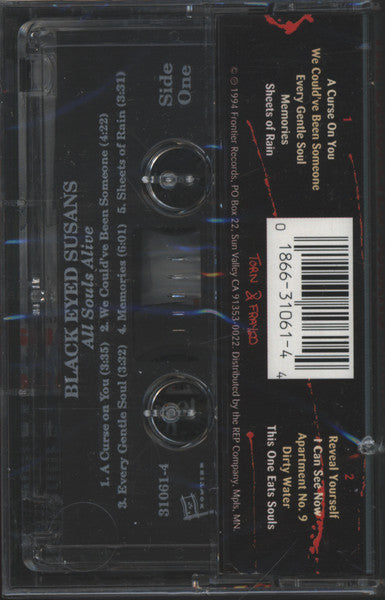 BLACK EYED SUSANS
All Souls Alive
1. A Curse on You (3:35) 2. We Could've Been Someone (4:22)
3. Every Gentle Soul (3:32) 4. Memories (6:01) 5. Sheets of Rain (3:31)
Side
One
31061-4
FRONTIER
1
A Curse On You
We Could've Been Someone
Every Gentle Soul
Memories
Sheets of Rain
2
Reveal Yourself
I Can See Now
Apartment No. 9
Dirty Water
This One Eats Souls
0 1866-31061-4 4
TORN & FRAYED
© ℗ 1994 Frontier Records, PO Box 22, Sun Valley CA 91353-0022. Distributed by the REP Company, Mpls, MN.